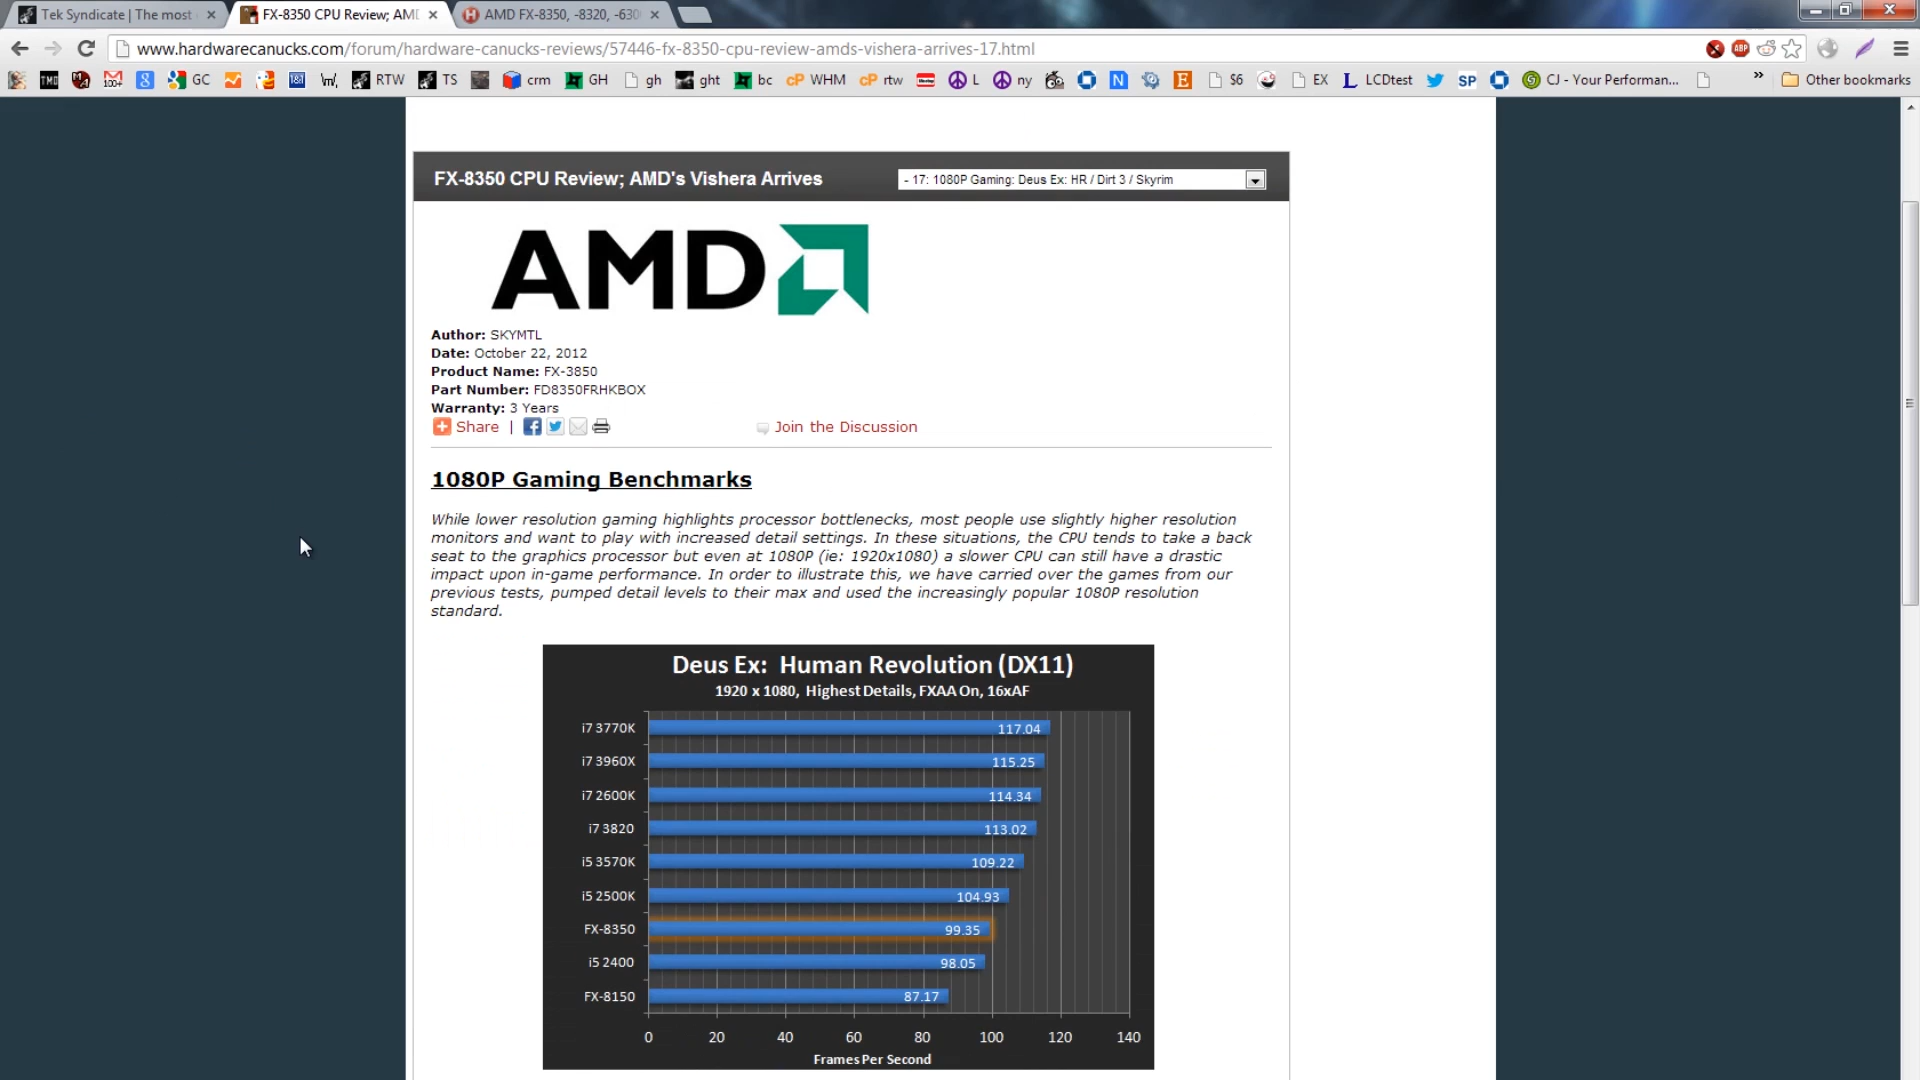 Tek Syndicate | The most
FX-8350 CPU Review; AMD
AMD FX-8350, -8320, -630
www.hardwarecanucks.com/forum/hardware-canucks-reviews/57446-fx-8350-cpu-review-amds-vishera-arrives-17.html
ABP
TMD 100+ 8 GC 1&1 \m/, RTW TS crm GH gh ght bc cP WHM cP rtw L ny N E $6 EX L LCDtest SP CJ - Your Performan... » Other bookmarks
FX-8350 CPU Review; AMD's Vishera Arrives
- 17: 1080P Gaming: Deus Ex: HR / Dirt 3 / Skyrim
AMD
Author: SKYMTL
Date: October 22, 2012
Product Name: FX-3850
Part Number: FD8350FRHKBOX
Warranty: 3 Years
Share | Join the Discussion
1080P Gaming Benchmarks
While lower resolution gaming highlights processor bottlenecks, most people use slightly higher resolution
monitors and want to play with increased detail settings. In these situations, the CPU tends to take a back
seat to the graphics processor but even at 1080P (ie: 1920x1080) a slower CPU can still have a drastic
impact upon in-game performance. In order to illustrate this, we have carried over the games from our
previous tests, pumped detail levels to their max and used the increasingly popular 1080P resolution
standard.
Deus Ex: Human Revolution (DX11)
1920 x 1080, Highest Details, FXAA On, 16xAF
i7 3770K 117.04
i7 3960X 115.25
i7 2600K 114.34
i7 3820 113.02
i5 3570K 109.22
i5 2500K 104.93
FX-8350 99.35
i5 2400 98.05
FX-8150 87.17
0 20 40 60 80 100 120 140
Frames Per Second